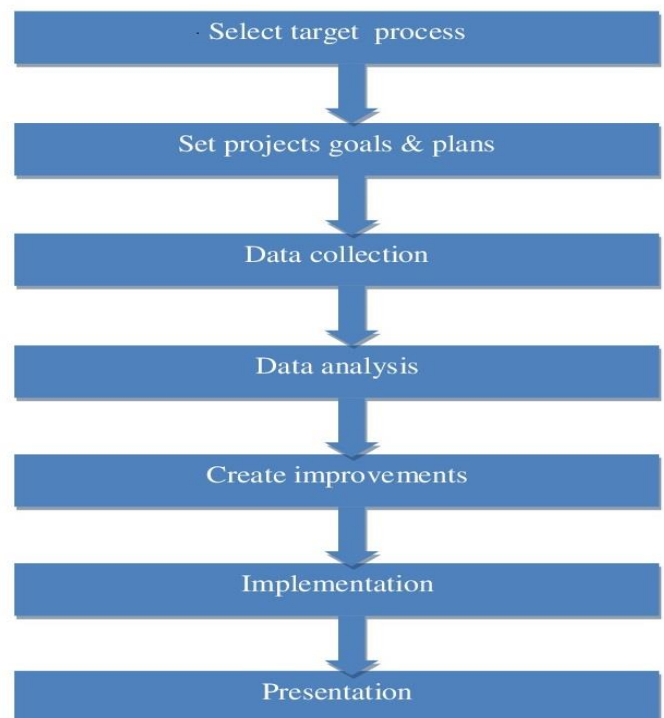 Select target process
Set projects goals & plans
Data collection
Data analysis
Create improvements
Implementation
Presentation